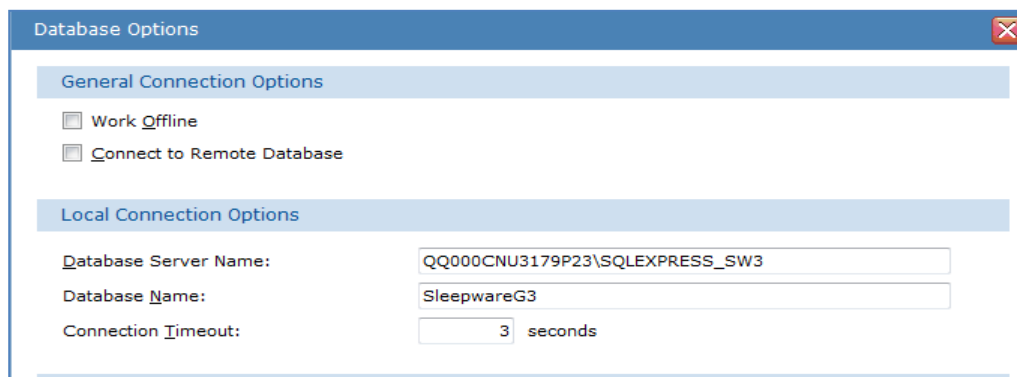 Database Options
General Connection Options
Work Offline
Connect to Remote Database
Local Connection Options
Database Server Name: QQ000CNU3179P23\SQLEXPRESS_SW3
Database Name: SleepwareG3
Connection Timeout: 3 seconds